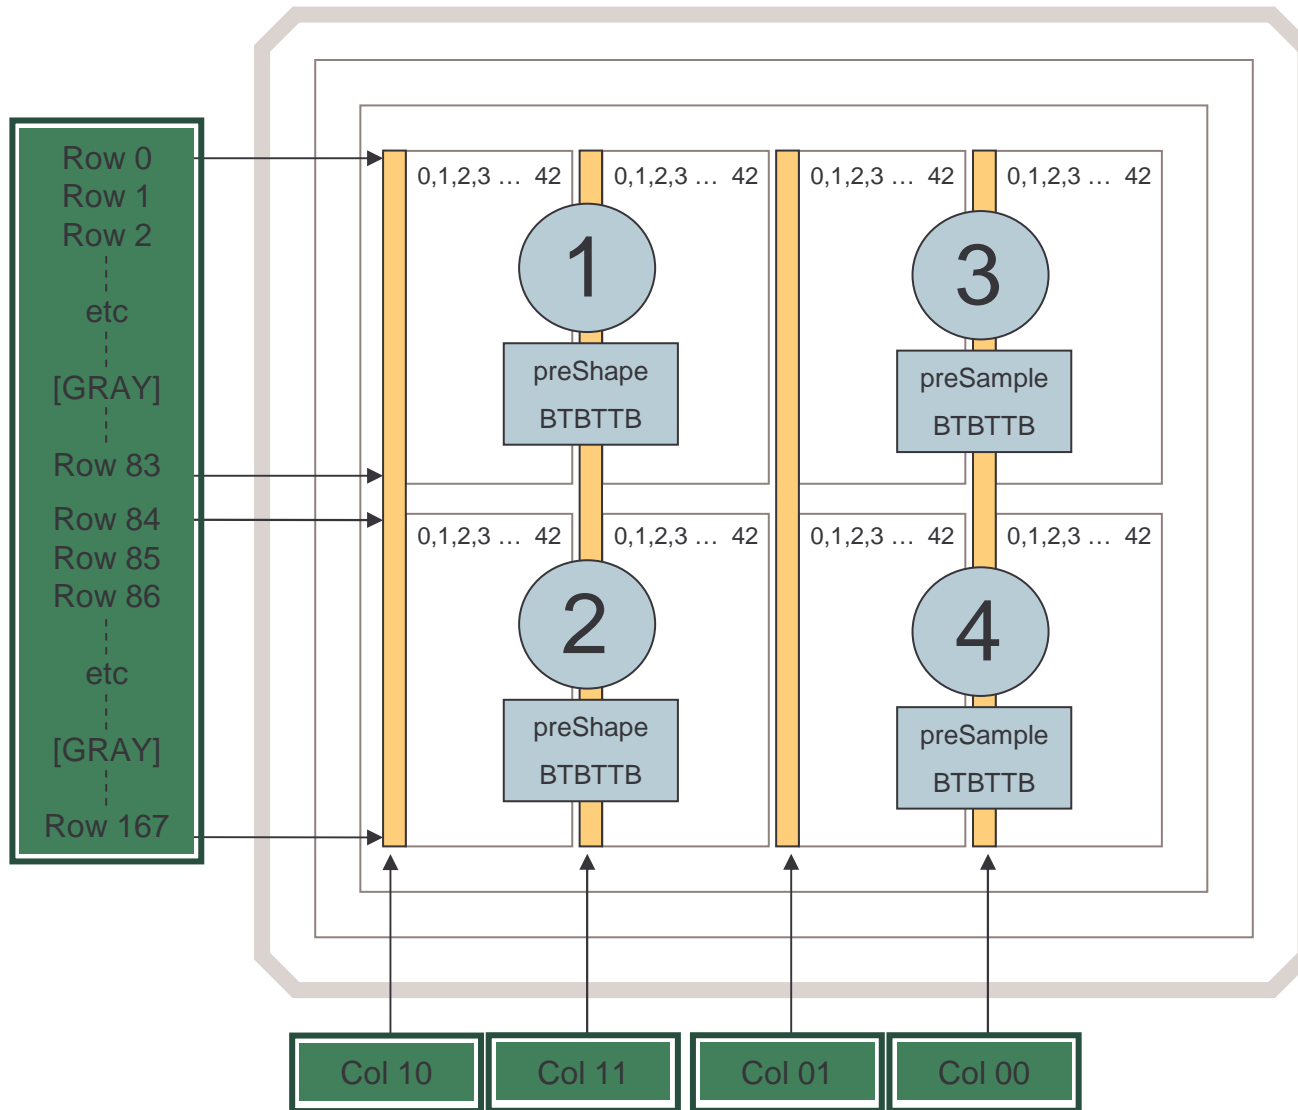 Row 0
Row 1
Row 2
etc
[GRAY]
Row 83
Row 84
Row 85
Row 86
etc
[GRAY]
Row 167
0,1,2,3 … 42
0,1,2,3 … 42
0,1,2,3 … 42
0,1,2,3 … 42
1
preShape
BTBTTB
3
preSample
BTBTTB
0,1,2,3 … 42
0,1,2,3 … 42
0,1,2,3 … 42
0,1,2,3 … 42
2
preShape
BTBTTB
4
preSample
BTBTTB
Col 10
Col 11
Col 01
Col 00